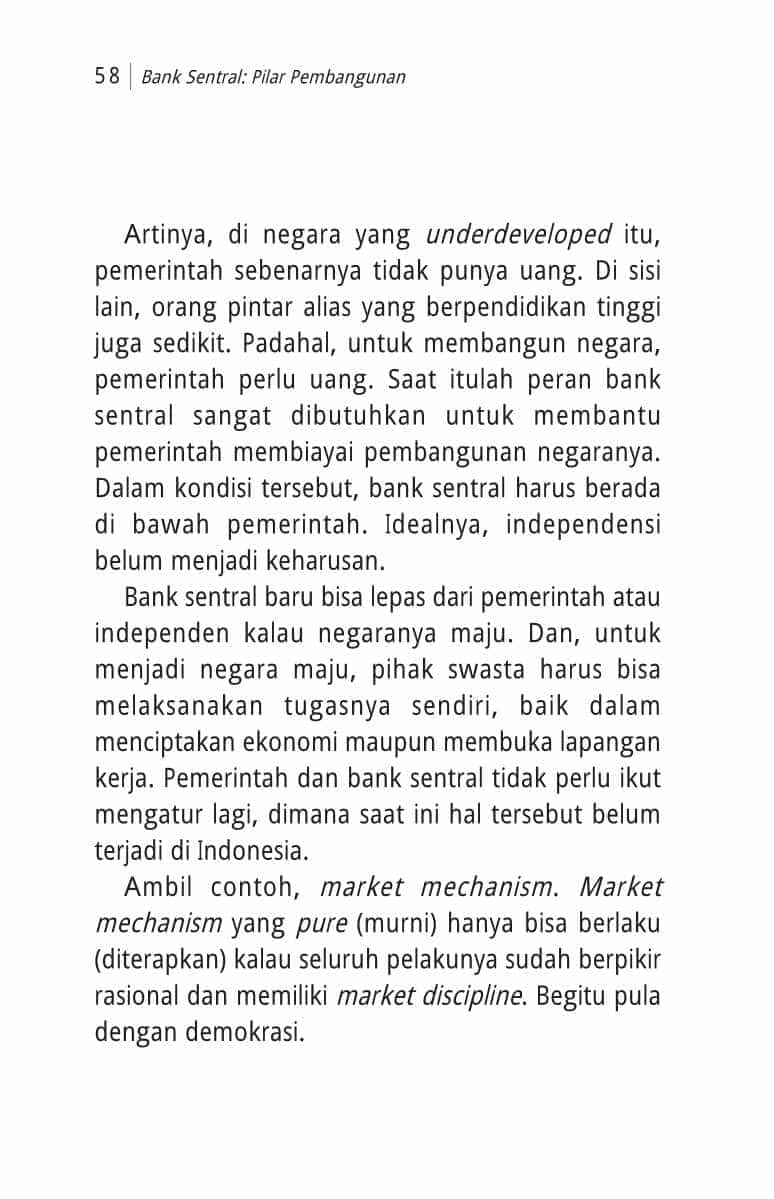 58 | Bank Sentral: Pilar Pembangunan
Artinya, di negara yang underdeveloped itu,
pemerintah sebenarnya tidak punya uang. Di sisi
lain, orang pintar alias yang berpendidikan tinggi
juga sedikit. Padahal, untuk membangun negara,
pemerintah perlu uang. Saat itulah peran bank
sentral sangat dibutuhkan untuk membantu
pemerintah membiayai pembangunan negaranya.
Dalam kondisi tersebut, bank sentral harus berada
di bawah pemerintah. Idealnya, independensi
belum menjadi keharusan.
Bank sentral baru bisa lepas dari pemerintah atau
independen kalau negaranya maju. Dan, untuk
menjadi negara maju, pihak swasta harus bisa
melaksanakan tugasnya sendiri, baik dalam
menciptakan ekonomi maupun membuka lapangan
kerja. Pemerintah dan bank sentral tidak perlu ikut
mengatur lagi, dimana saat ini hal tersebut belum
terjadi di Indonesia.
Ambil contoh, market mechanism. Market
mechanism yang pure (murni) hanya bisa berlaku
(diterapkan) kalau seluruh pelakunya sudah berpikir
rasional dan memiliki market discipline. Begitu pula
dengan demokrasi.